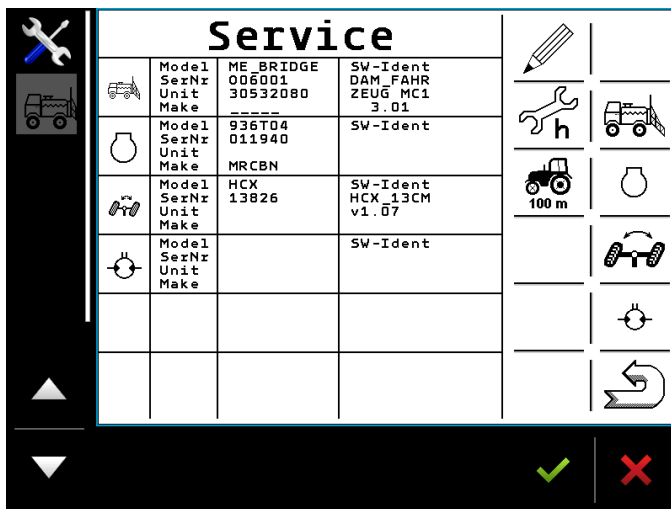 Service
Model ME_BRIDGE SW-Ident
SerNr 006001 DAM_FAHR
Unit 30532080 ZEUG MC1
Make _____ 3.01
Model 936T04 SW-Ident
SerNr 011940
Unit
Make MRCBN
Model HCX SW-Ident
SerNr 13826 HCX_13CM
Unit v1.07
Make
Model SW-Ident
SerNr
Unit
Make
h
100 m